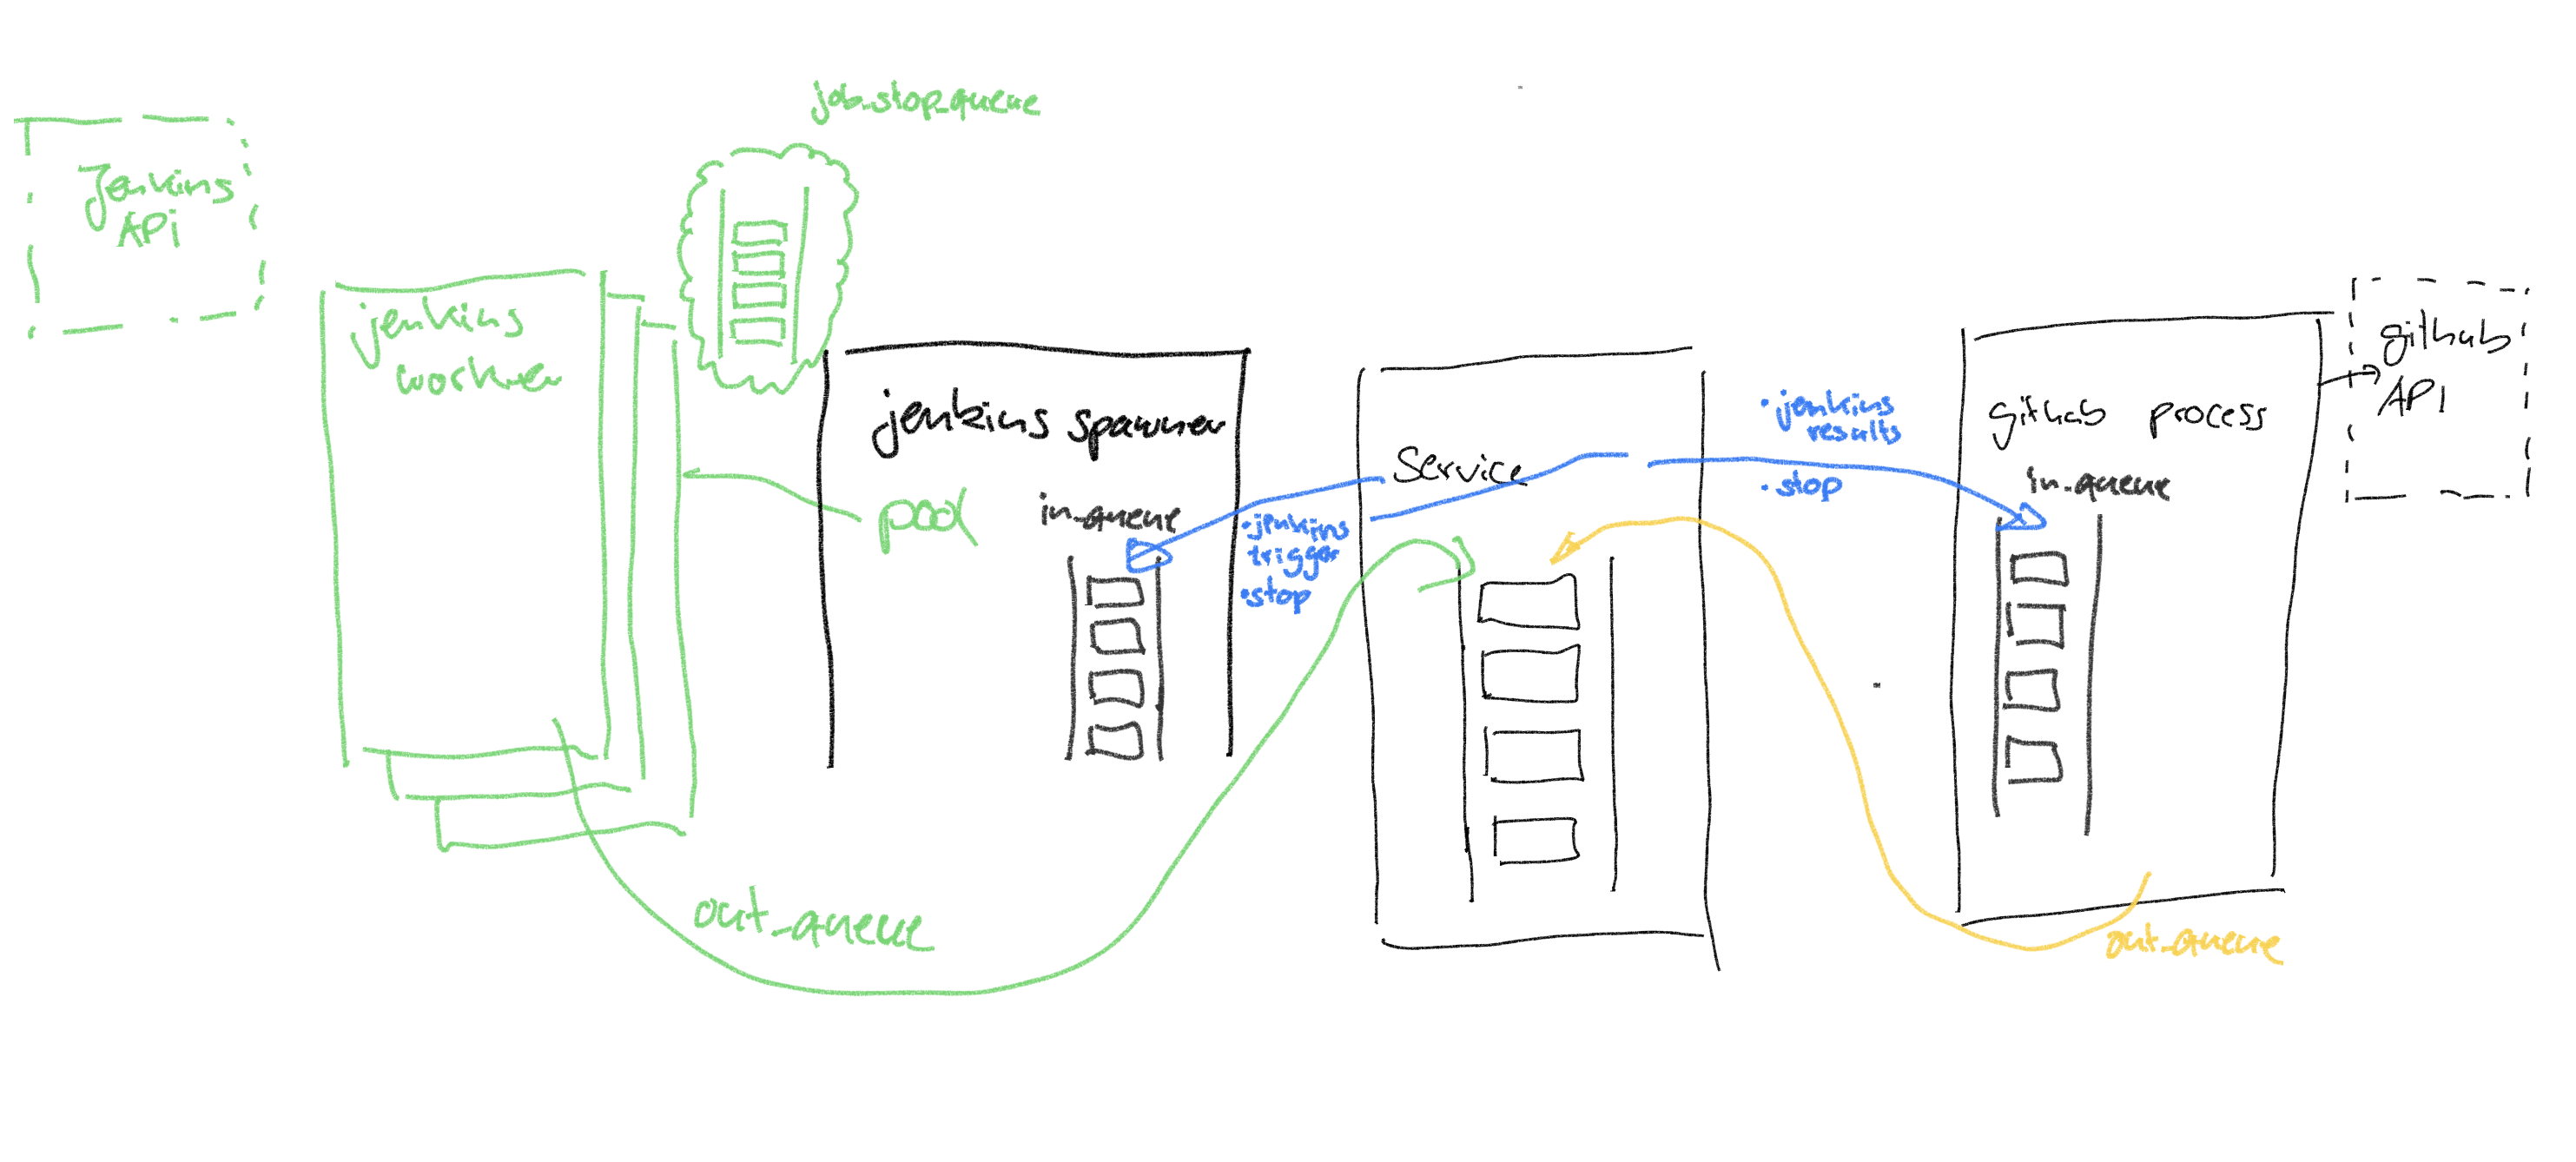 job_stop_queue
Jenkins
API
jenkins
worker
jenkins spawner
pool
in_queue
out_queue
•jenkins
trigger
•stop
Service
•jenkins
results
•stop
github process
in_queue
out_queue
github
API